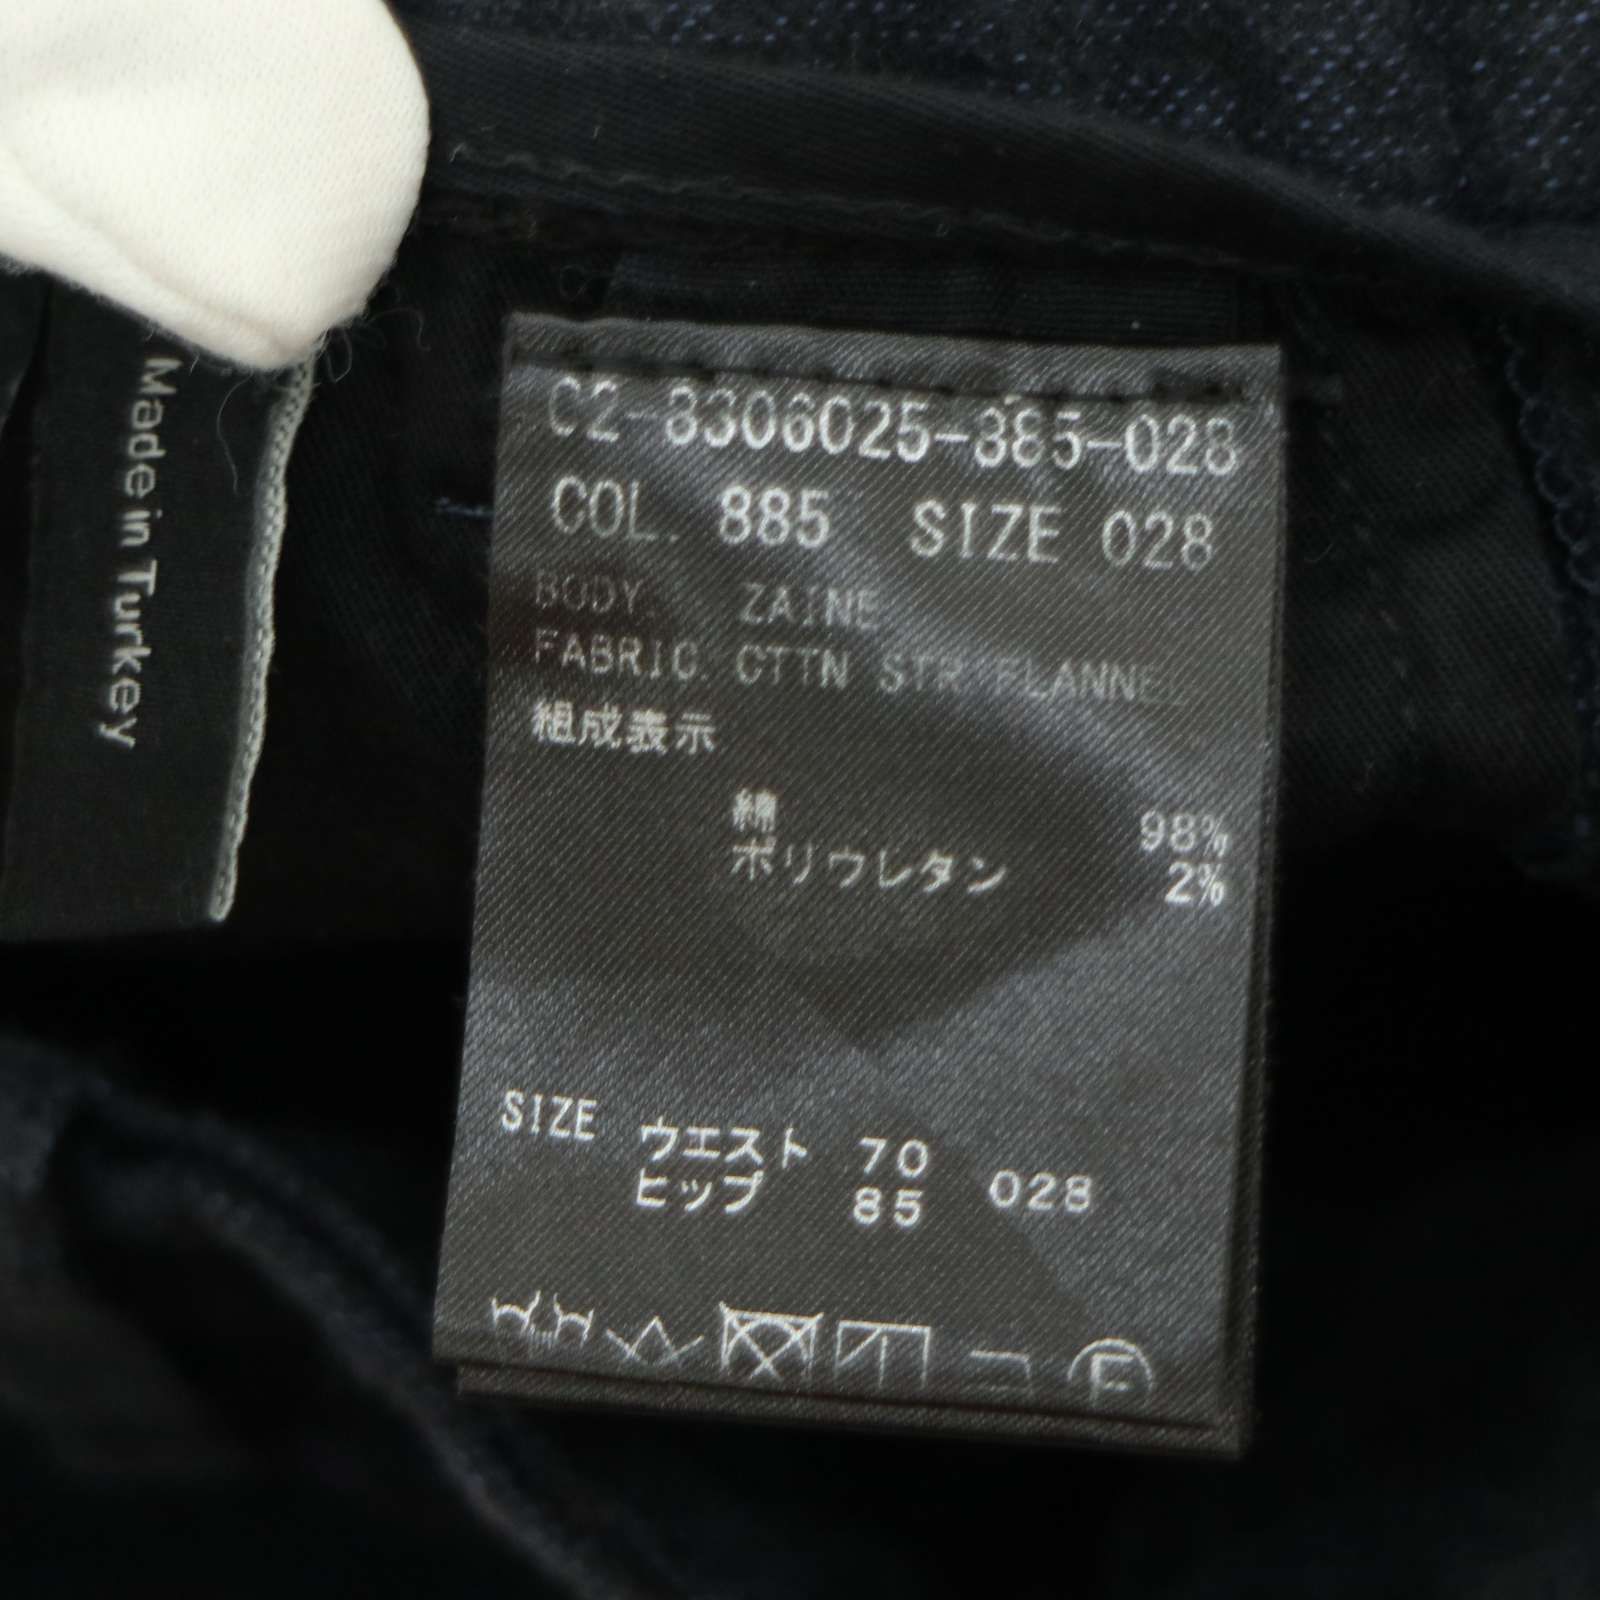 Made in Turkey
C2-8306025-885-028
COL. 885 SIZE 028
BODY. ZAINE
FABRIC. CTTN STR FLANNEL
組成表示
綿 98%
ポリウレタン 2%
SIZE ウエスト 70
ヒップ 85 028
F